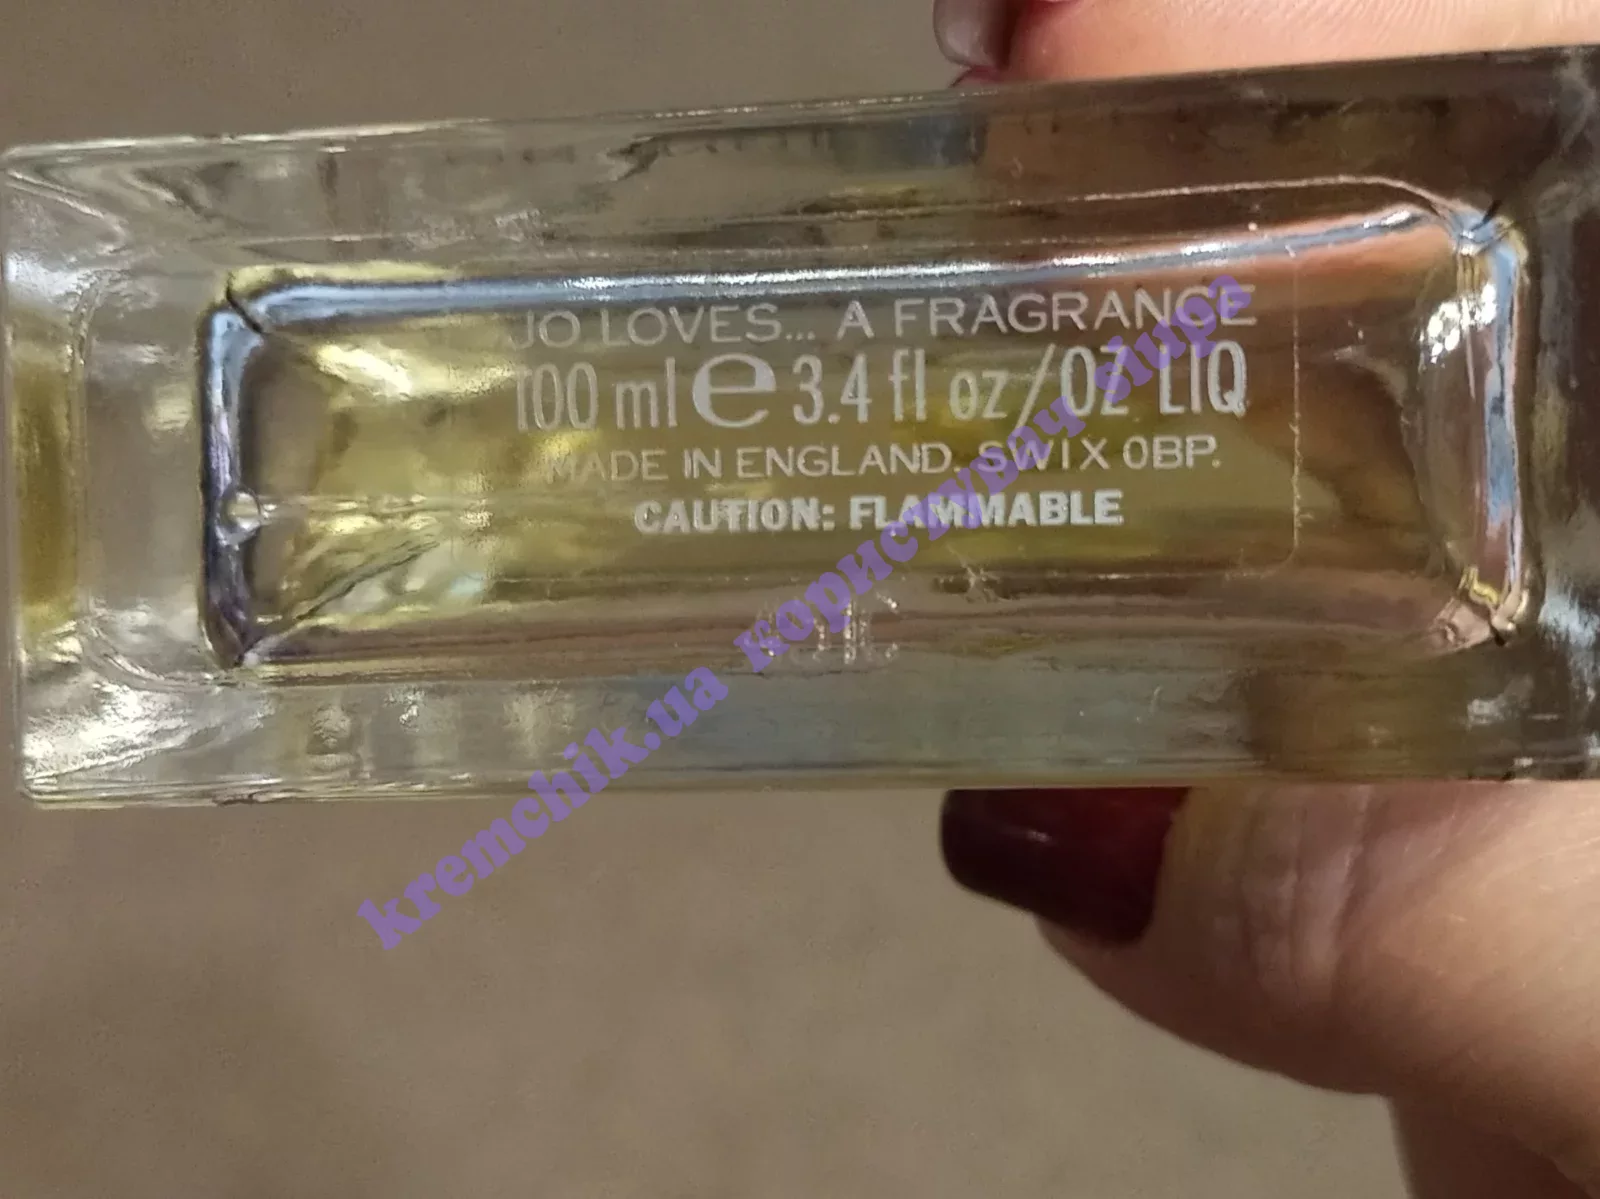 JO LOVES... A FRAGRANCE
100 ml e 3.4 fl oz/OZ LIQ
MADE IN ENGLAND. SW1X 0BP.
CAUTION: FLAMMABLE
kremchik.ua користувач siupa